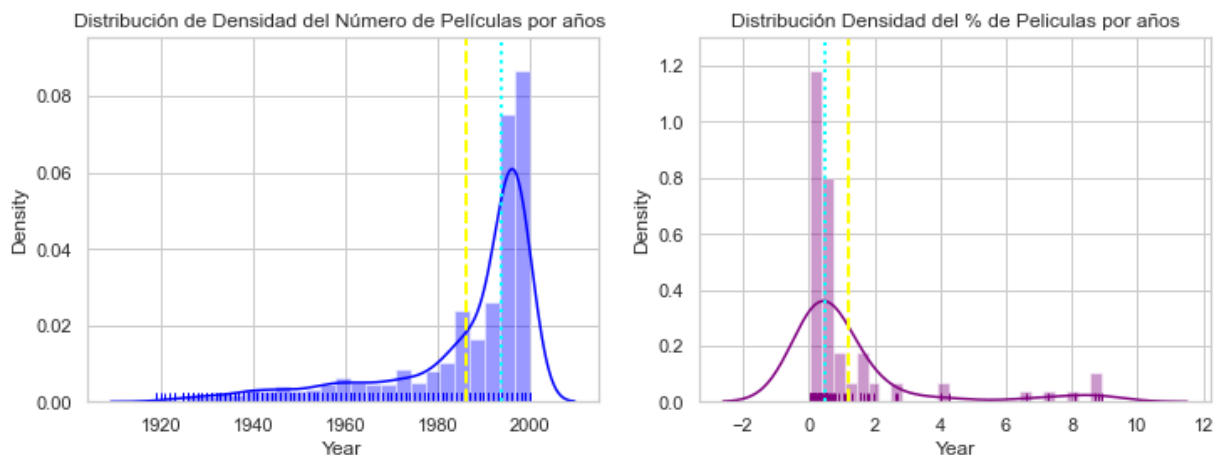 Distribución de Densidad del Número de Películas por años
Density
0.08
0.06
0.04
0.02
0.00
1920 1940 1960 1980 2000
Year
Distribución Densidad del % de Peliculas por años
Density
1.2
1.0
0.8
0.6
0.4
0.2
0.0
−2 0 2 4 6 8 10 12
Year